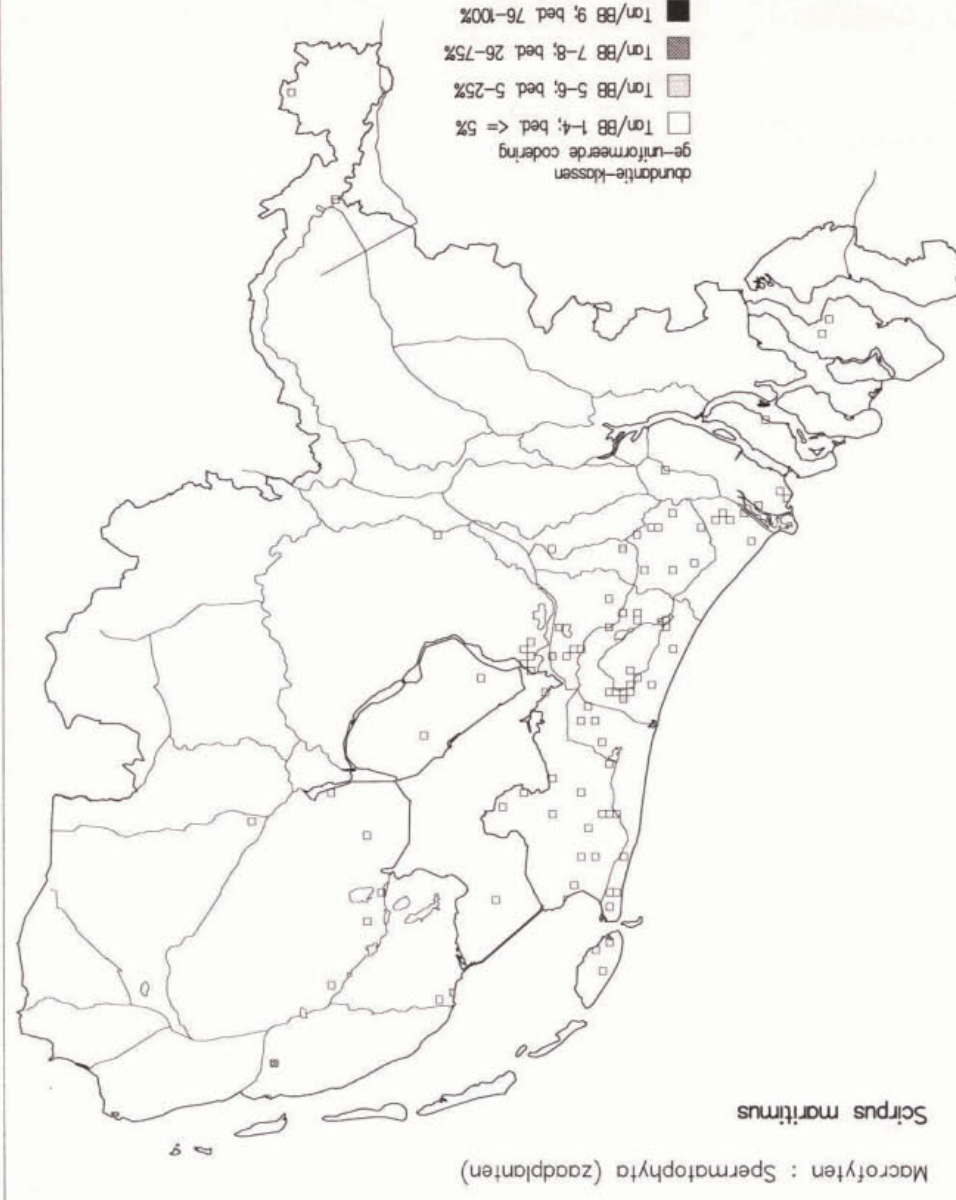 Macrofyten : Spermatophyta (zaadplanten)
Scirpus maritimus
abundantie-klassen
ge-uniformeerde codering
Tan/BB 1-4; bed. <= 5%
Tan/BB 5-6; bed. 5-25%
Tan/BB 7-8; bed. 26-75%
Tan/BB 9; bed. 76-100%